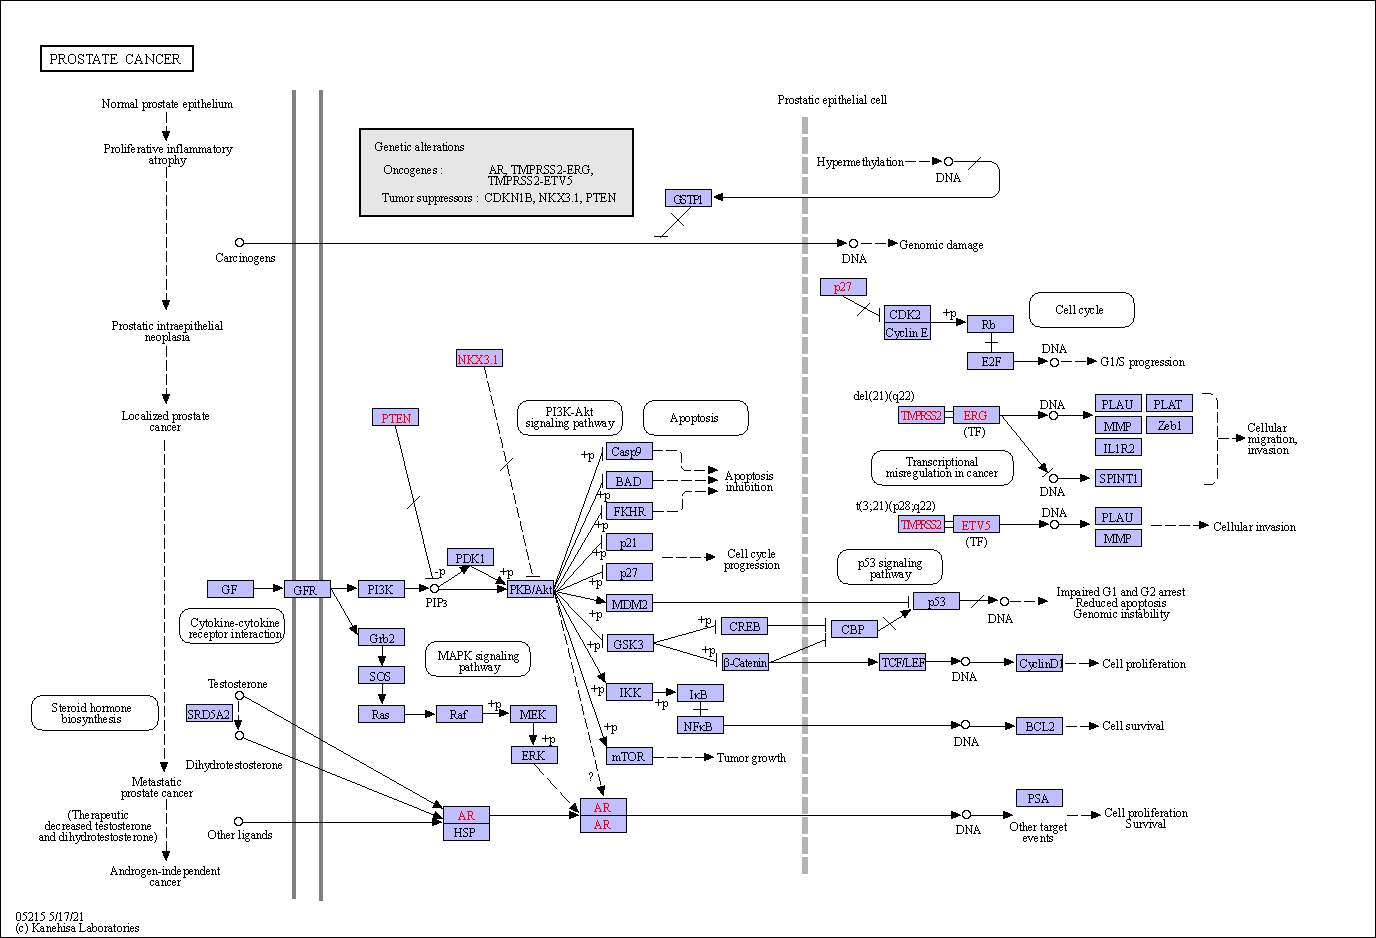 PROSTATE CANCER
Normal prostate epithelium
Proliferative inflammatory
atrophy
Prostatic intraepithelial
neoplasia
Localized prostate
cancer
Metastatic
prostate cancer
(Therapeutic
decreased testosterone
and dihydrotestosterone)
Androgen-independent
cancer
Genetic alterations
Oncogenes : AR, TMPRSS2-ERG,
TMPRSS2-ETV5
Tumor suppressors : CDKN1B, NKX3.1, PTEN
Prostatic epithelial cell
Hypermethylation
DNA
GSTP1
Carcinogens
DNA
Genomic damage
p27
CDK2
Cyclin E
+p
Rb
E2F
Cell cycle
DNA
G1/S progression
NKX3.1
PTEN
PI3K-Akt
signaling pathway
Apoptosis
del(21)(q22)
TMPRSS2
ERG
(TF)
DNA
PLAU
PLAT
MMP
Zeb1
IL1R2
SPINT1
DNA
Cellular
migration,
invasion
Transcriptional
misregulation in cancer
t(3;21)(p28;q22)
TMPRSS2
ETV5
(TF)
DNA
PLAU
MMP
Cellular invasion
+p
Casp9
BAD
+p
FKHR
+p
p21
+p
p27
+p
MDM2
+p
GSK3
+p
IKK
+p
mTOR
+p
Apoptosis
inhibition
Cell cycle
progression
GF
GFR
PI3K
PIP3
-p
PDK1
+p
PKB/Akt
p53 signaling
pathway
p53
DNA
Impaired G1 and G2 arrest
Reduced apoptosis
Genomic instability
Cytokine-cytokine
receptor interaction
Grb2
SOS
Ras
Raf
+p
MEK
+p
ERK
MAPK signaling
pathway
+p
CREB
+p
β-Catenin
CBP
TCF/LEF
DNA
CyclinD1
Cell proliferation
+p
IκB
NFκB
DNA
BCL2
Cell survival
Tumor growth
Steroid hormone
biosynthesis
Testosterone
SRD5A2
Dihydrotestosterone
Other ligands
AR
HSP
?
AR
AR
DNA
PSA
Other target
events
Cell proliferation
Survival
05215 5/17/21
(c) Kanehisa Laboratories